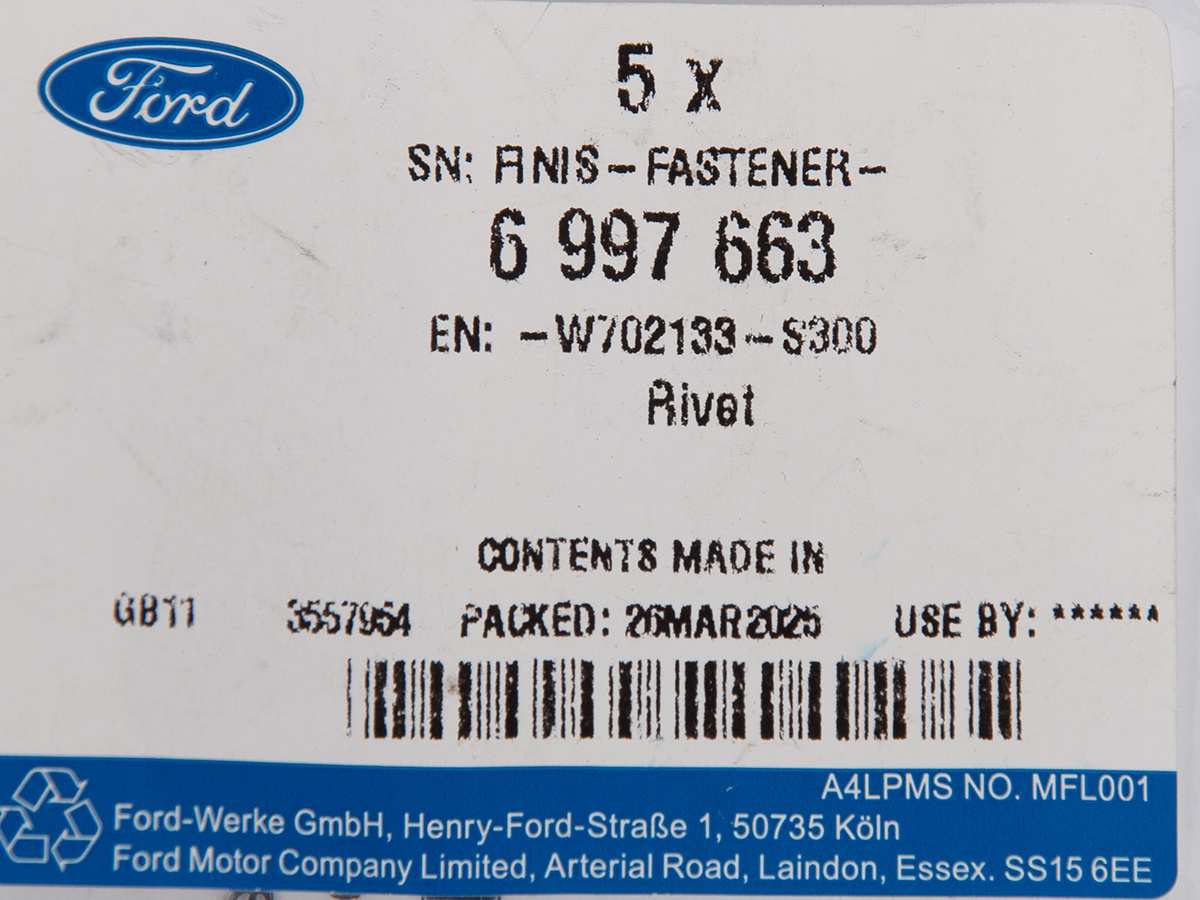 Ford
5 x
SN: FINIS-FASTENER-
6 997 663
EN: -W702133-S300
Rivet
CONTENTS MADE IN
GB11 3557954 PACKED: 26MAR2025 USE BY: ******
A4LPMS NO. MFL001
Ford-Werke GmbH, Henry-Ford-Straße 1, 50735 Köln
Ford Motor Company Limited, Arterial Road, Laindon, Essex. SS15 6EE